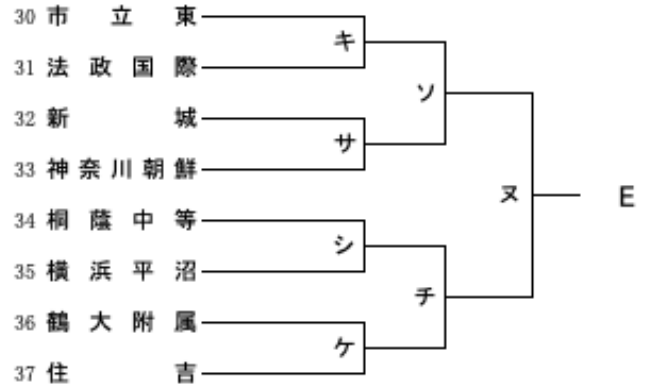 30 市立東
キ
31 法政国際
ソ
32 新城
サ
33 神奈川朝鮮
ヌ E
34 桐蔭中等
シ
35 横浜平沼
チ
36 鶴大附属
ケ
37 住吉